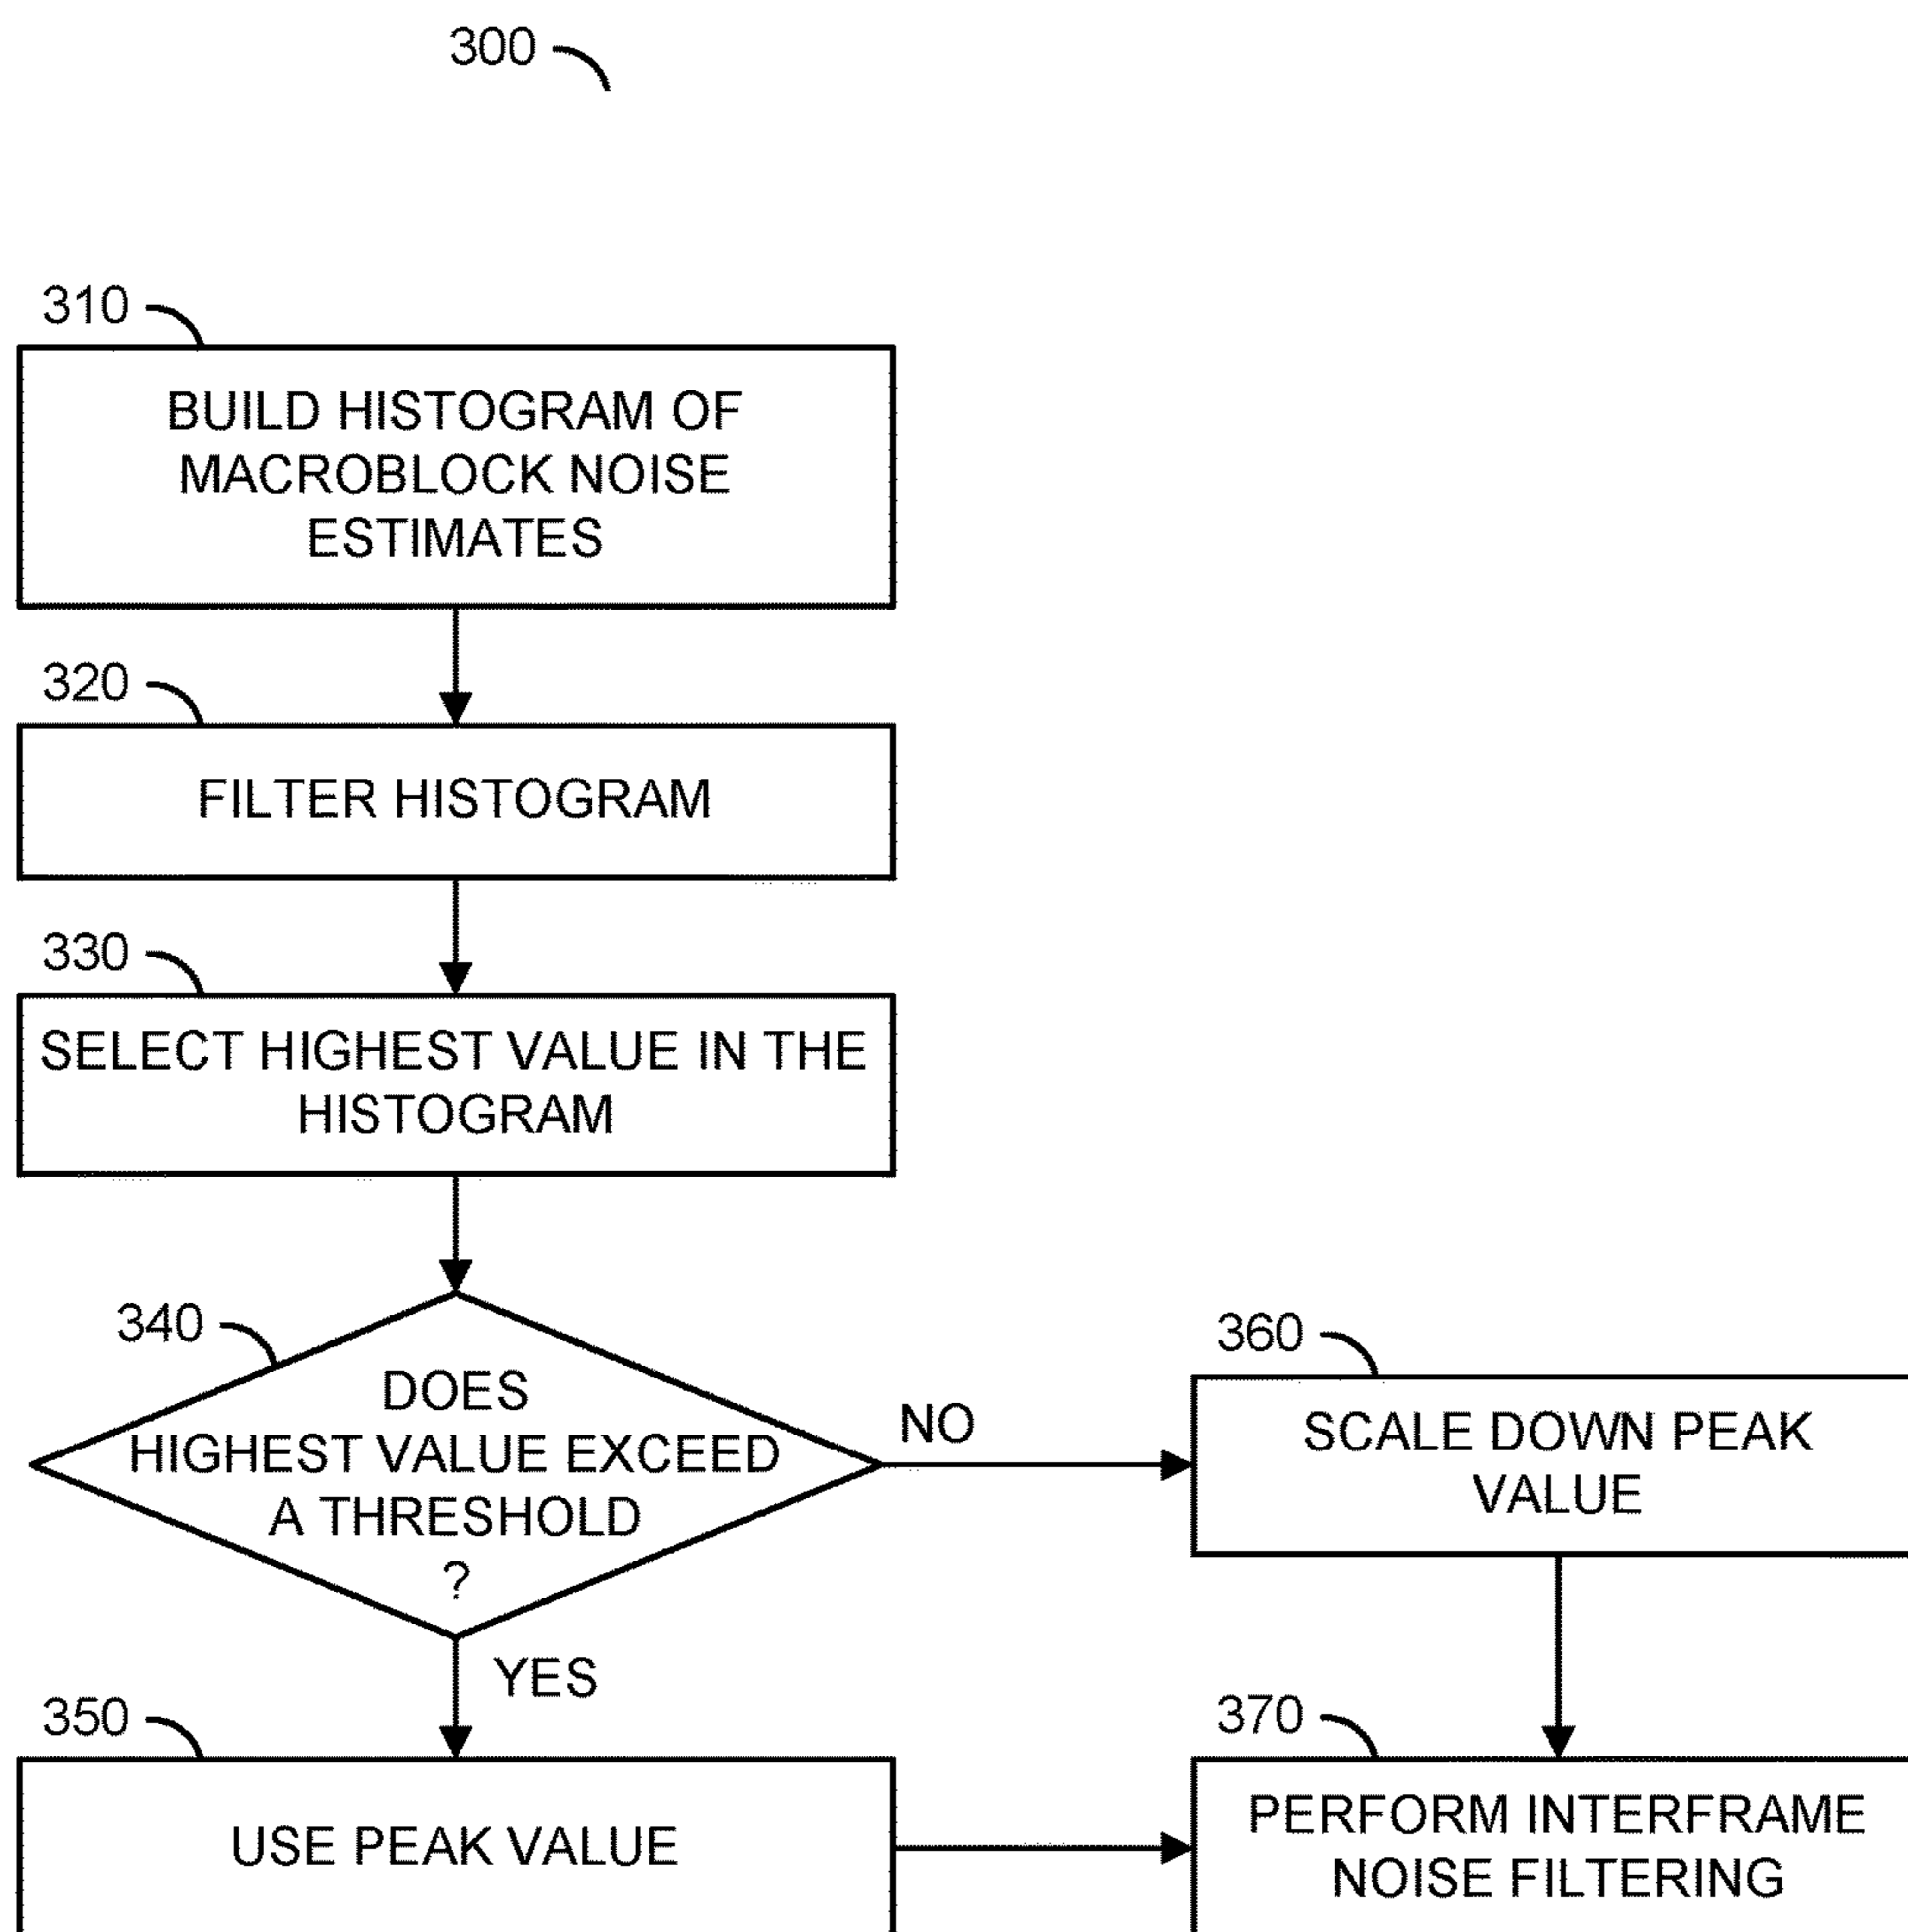 300
310
BUILD HISTOGRAM OF
MACROBLOCK NOISE
ESTIMATES
320
FILTER HISTOGRAM
330
SELECT HIGHEST VALUE IN THE
HISTOGRAM
340
DOES
HIGHEST VALUE EXCEED
A THRESHOLD
?
NO
YES
360
SCALE DOWN PEAK
VALUE
350
USE PEAK VALUE
370
PERFORM INTERFRAME
NOISE FILTERING